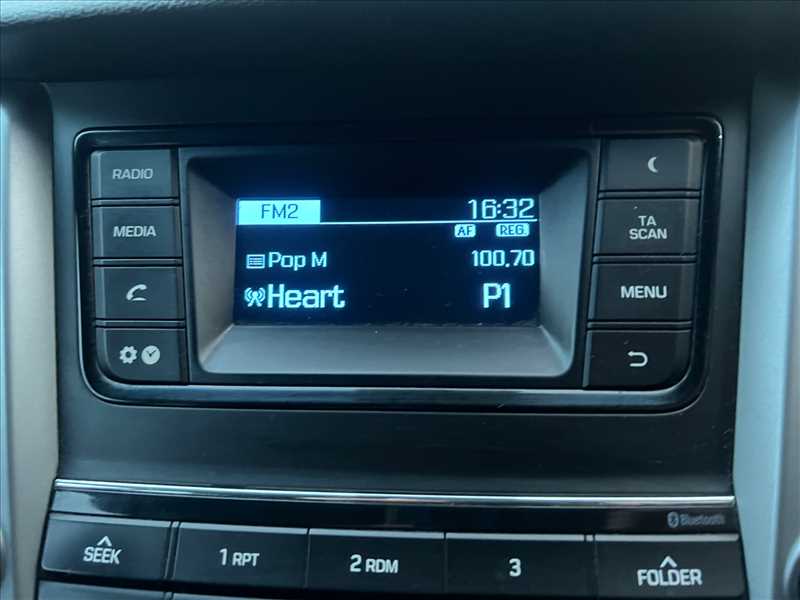 RADIO
MEDIA
FM2 16:32
AF REG
Pop M 100.70
Heart P1
TA
SCAN
MENU
Bluetooth
SEEK
1 RPT
2 RDM
3
FOLDER